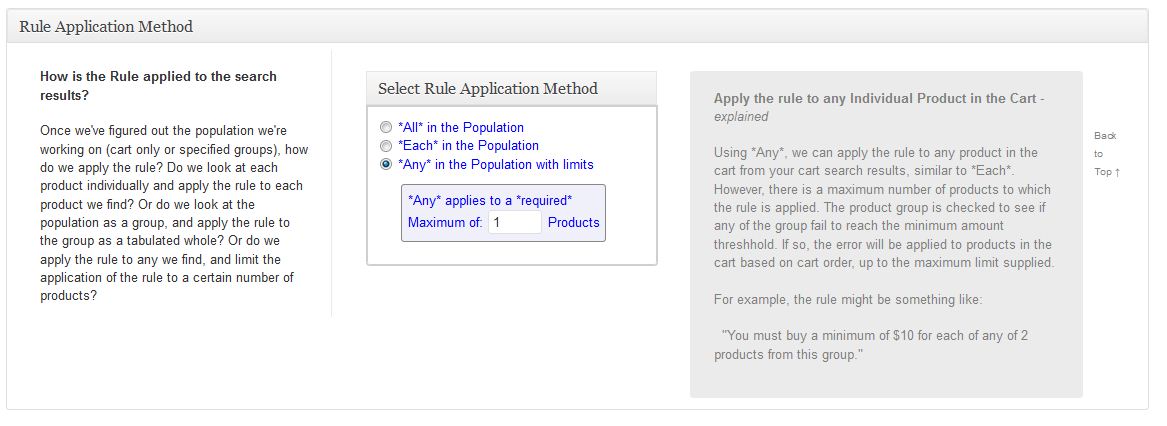 Rule Application Method
How is the Rule applied to the search
results?
Once we've figured out the population we're
working on (cart only or specified groups), how
do we apply the rule? Do we look at each
product individually and apply the rule to each
product we find? Or do we look at the
population as a group, and apply the rule to
the group as a tabulated whole? Or do we
apply the rule to any we find, and limit the
application of the rule to a certain number of
products?
Select Rule Application Method
*All* in the Population
*Each* in the Population
*Any* in the Population with limits
*Any* applies to a *required*
Maximum of: 1 Products
Apply the rule to any Individual Product in the Cart -
explained
Using *Any*, we can apply the rule to any product in the
cart from your cart search results, similar to *Each*.
However, there is a maximum number of products to which
the rule is applied. The product group is checked to see if
any of the group fail to reach the minimum amount
threshhold. If so, the error will be applied to products in the
cart based on cart order, up to the maximum limit supplied.
For example, the rule might be something like:
"You must buy a minimum of $10 for each of any of 2
products from this group."
Back
to
Top ↑